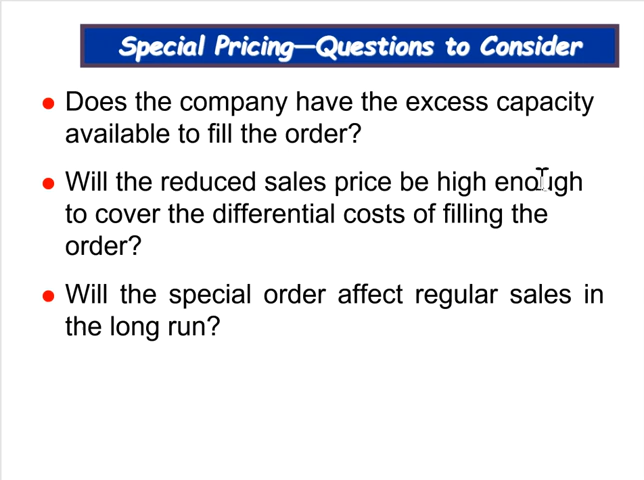 Special Pricing—Questions to Consider
Does the company have the excess capacity
available to fill the order?
Will the reduced sales price be high enough
to cover the differential costs of filling the
order?
Will the special order affect regular sales in
the long run?